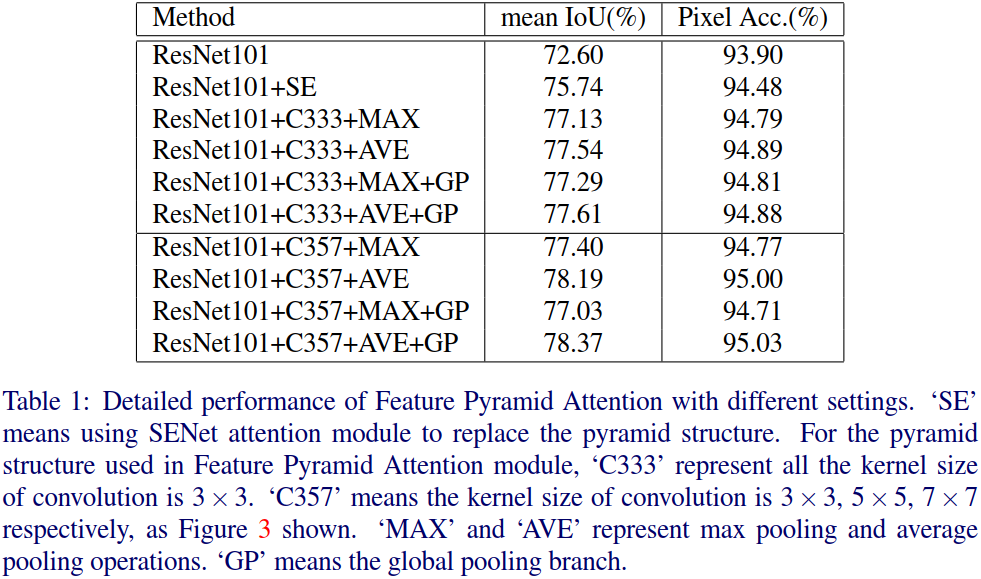 Method mean IoU(%) Pixel Acc.(%)
ResNet101 72.60 93.90
ResNet101+SE 75.74 94.48
ResNet101+C333+MAX 77.13 94.79
ResNet101+C333+AVE 77.54 94.89
ResNet101+C333+MAX+GP 77.29 94.81
ResNet101+C333+AVE+GP 77.61 94.88
ResNet101+C357+MAX 77.40 94.77
ResNet101+C357+AVE 78.19 95.00
ResNet101+C357+MAX+GP 77.03 94.71
ResNet101+C357+AVE+GP 78.37 95.03
Table 1: Detailed performance of Feature Pyramid Attention with different settings. ‘SE’
means using SENet attention module to replace the pyramid structure. For the pyramid
structure used in Feature Pyramid Attention module, ‘C333’ represent all the kernel size
of convolution is 3 × 3. ‘C357’ means the kernel size of convolution is 3 × 3, 5 × 5, 7 × 7
respectively, as Figure 3 shown. ‘MAX’ and ‘AVE’ represent max pooling and average
pooling operations. ‘GP’ means the global pooling branch.